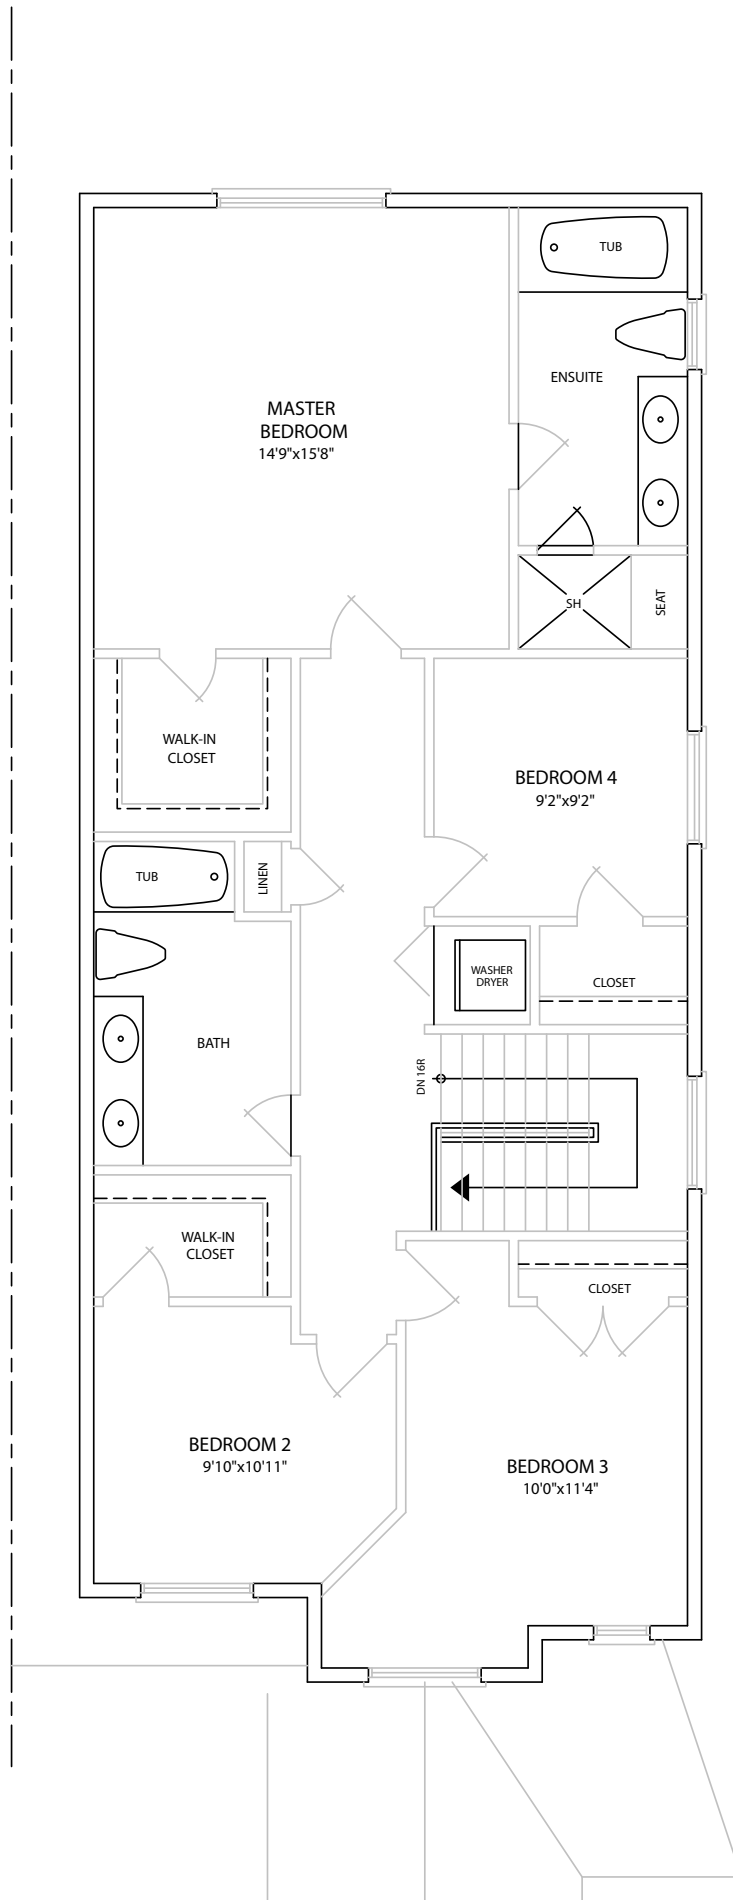 TUB
ENSUITE
MASTER
BEDROOM
14'9"x15'8"
SH
SEAT
WALK-IN
CLOSET
BEDROOM 4
9'2"x9'2"
TUB
LINEN
WASHER
DRYER
CLOSET
BATH
DN 16R
WALK-IN
CLOSET
CLOSET
BEDROOM 2
9'10"x10'11"
BEDROOM 3
10'0"x11'4"